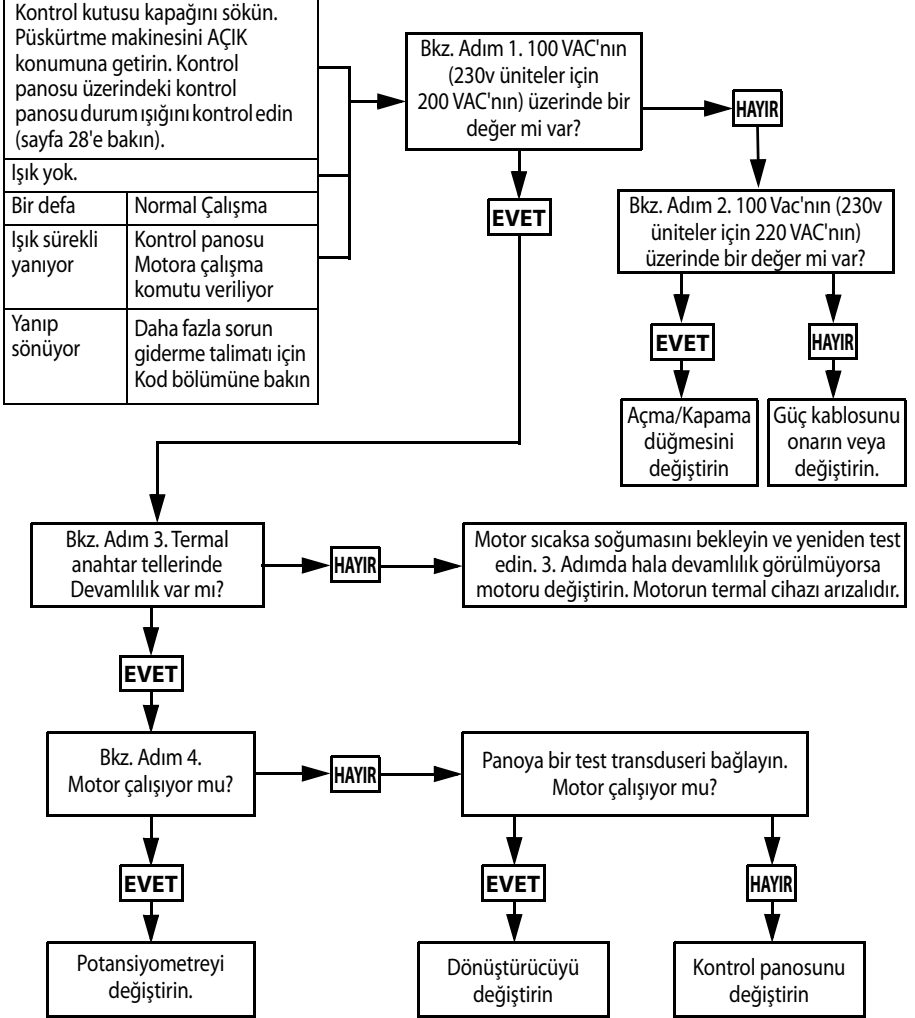 Kontrol kutusu kapağını sökün.
Püskürtme makinesini AÇIK
konumuna getirin. Kontrol
panosu üzerindeki kontrol
panosu durum ışığını kontrol edin
(sayfa 28'e bakın).
Işık yok.
Bir defa
Normal Çalışma
Işık sürekli
yanıyor
Kontrol panosu
Motora çalışma
komutu veriliyor
Yanıp
sönüyor
Daha fazla sorun
giderme talimatı için
Kod bölümüne bakın
Bkz. Adım 1. 100 VAC'nın
(230v üniteler için
200 VAC'nın) üzerinde bir
değer mi var?
HAYIR
EVET
Bkz. Adım 2. 100 Vac'nın (230v
üniteler için 220 VAC'nın)
üzerinde bir değer mi var?
EVET
HAYIR
Açma/Kapama
düğmesini
değiştirin
Güç kablosunu
onarın veya
değiştirin.
Bkz. Adım 3. Termal
anahtar tellerinde
Devamlılık var mı?
HAYIR
Motor sıcaksa soğumasını bekleyin ve yeniden test
edin. 3. Adımda hala devamlılık görülmüyorsa
motoru değiştirin. Motorun termal cihazı arızalıdır.
EVET
Bkz. Adım 4.
Motor çalışıyor mu?
HAYIR
Panoya bir test transduseri bağlayın.
Motor çalışıyor mu?
EVET
EVET
HAYIR
Potansiyometreyi
değiştirin.
Dönüştürücüyü
değiştirin
Kontrol panosunu
değiştirin